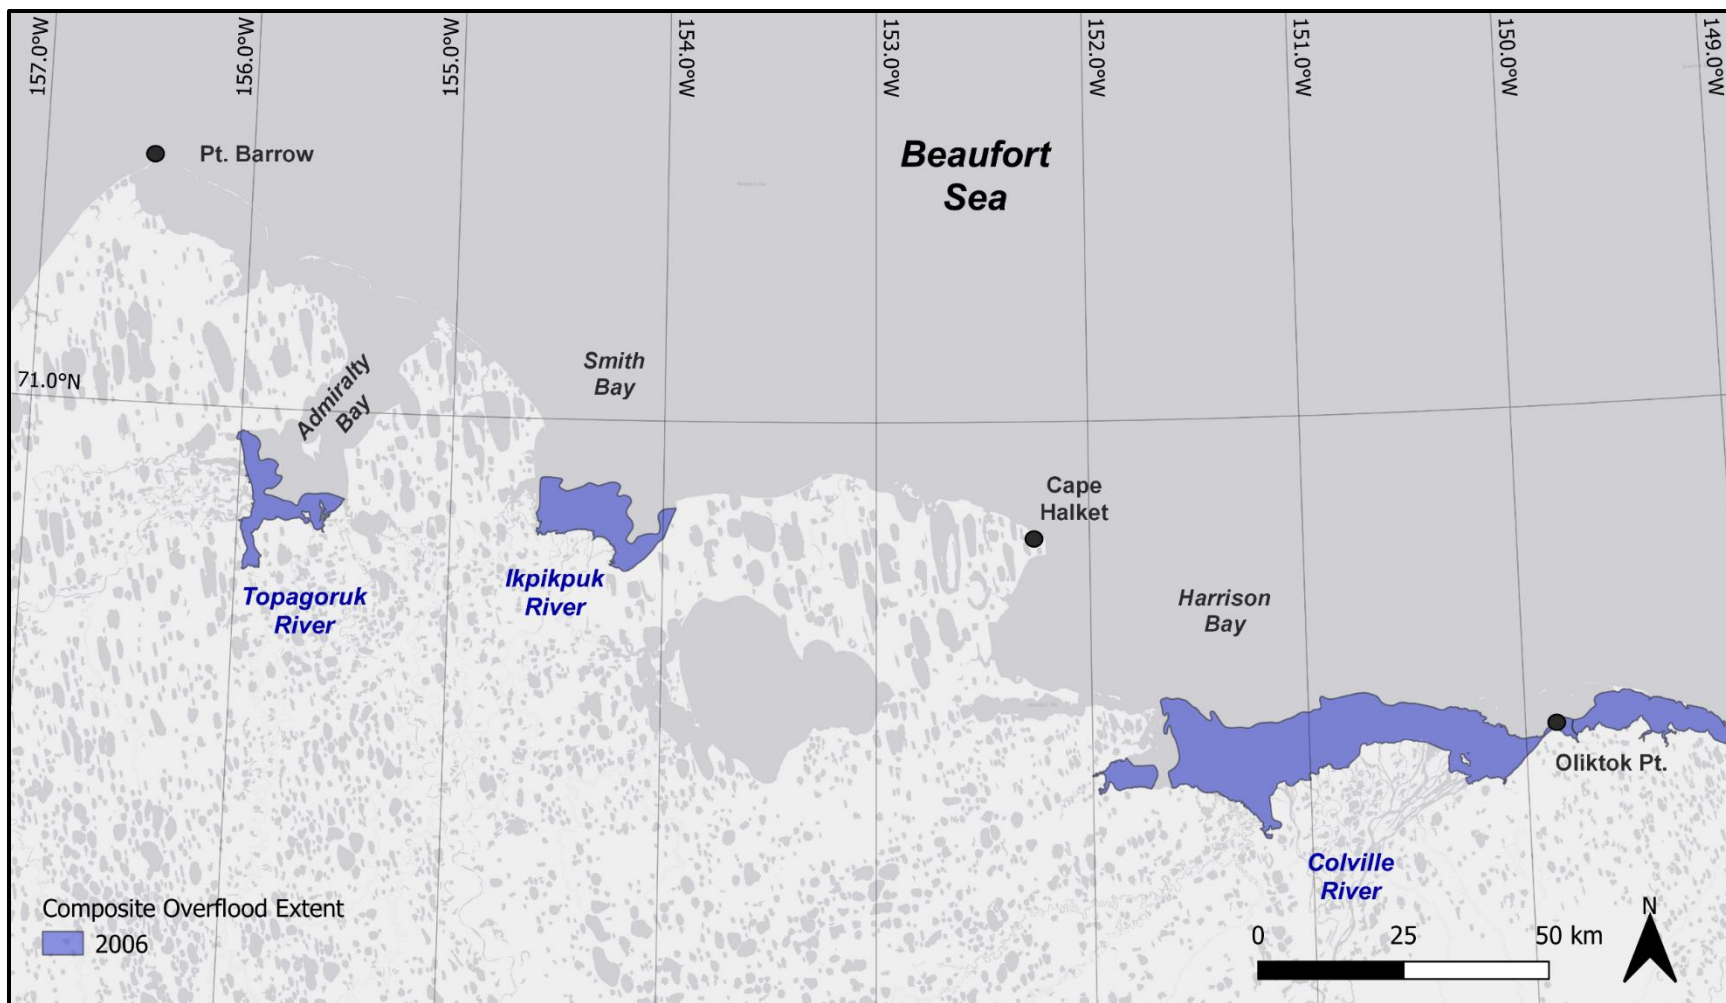 157.0°W
156.0°W
155.0°W
154.0°W
153.0°W
152.0°W
151.0°W
150.0°W
149.0°W
Pt. Barrow
Beaufort
Sea
71.0°N
Admiralty
Bay
Smith
Bay
Cape
Halket
Topagoruk
River
Ikpikpuk
River
Harrison
Bay
Oliktok Pt.
Colville
River
Composite Overflood Extent
2006
0 25 50 km
N